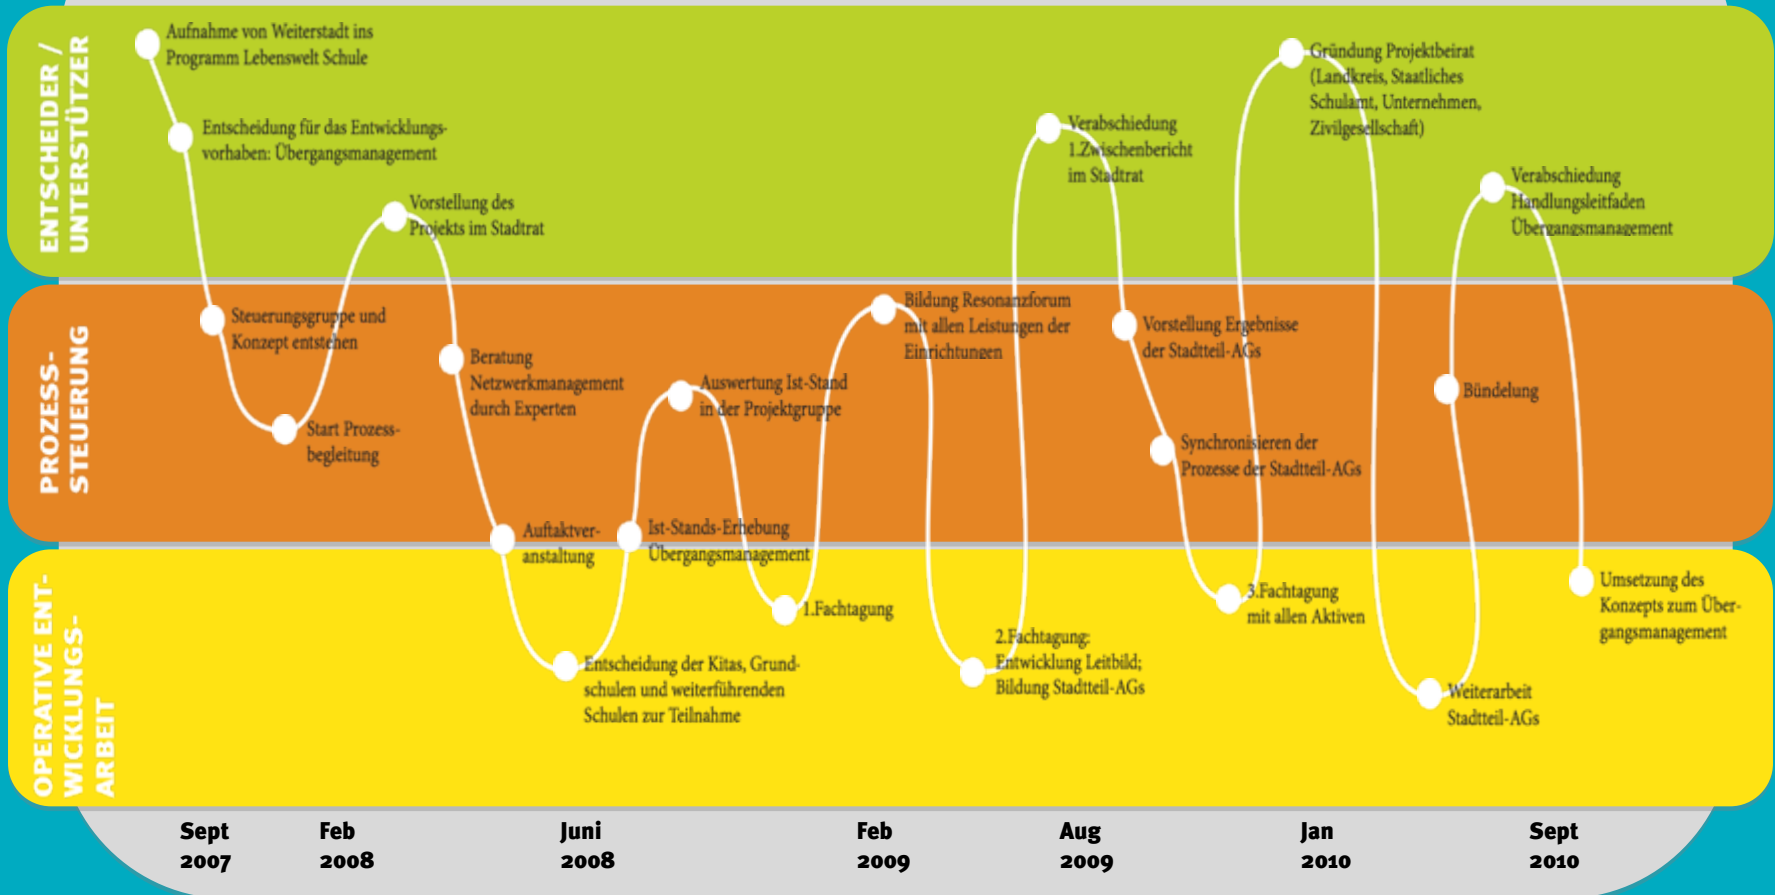 ENTSCHEIDER /
UNTERSTÜTZER
Aufnahme von Weiterstadt ins
Programm Lebenswelt Schule
Entscheidung für das Entwicklungs-
vorhaben: Übergangsmanagement
Vorstellung des
Projekts im Stadtrat
Verabschiedung
1.Zwischenbericht
im Stadtrat
Gründung Projektbeirat
(Landkreis, Staatliches
Schulamt, Unternehmen,
Zivilgesellschaft)
Verabschiedung
Handlungsleitfaden
Übergangsmanagement
PROZESS-
STEUERUNG
Steuerungsgruppe und
Konzept entstehen
Start Prozess-
begleitung
Beratung
Netzwerkmanagement
durch Experten
Auftaktver-
anstaltung
Ist-Stands-Erhebung
Übergangsmanagement
Auswertung Ist-Stand
in der Projektgruppe
Bildung Resonanzforum
mit allen Leistungen der
Einrichtungen
Vorstellung Ergebnisse
der Stadtteil-AGs
Synchronisieren der
Prozesse der Stadtteil-AGs
Bündelung
OPERATIVE ENT-
WICKLUNGS-
ARBEIT
Entscheidung der Kitas, Grund-
schulen und weiterführenden
Schulen zur Teilnahme
1.Fachtagung
2.Fachtagung:
Entwicklung Leitbild;
Bildung Stadtteil-AGs
3.Fachtagung
mit allen Aktiven
Weiterarbeit
Stadtteil-AGs
Umsetzung des
Konzepts zum Über-
gangsmanagement
Sept
2007
Feb
2008
Juni
2008
Feb
2009
Aug
2009
Jan
2010
Sept
2010